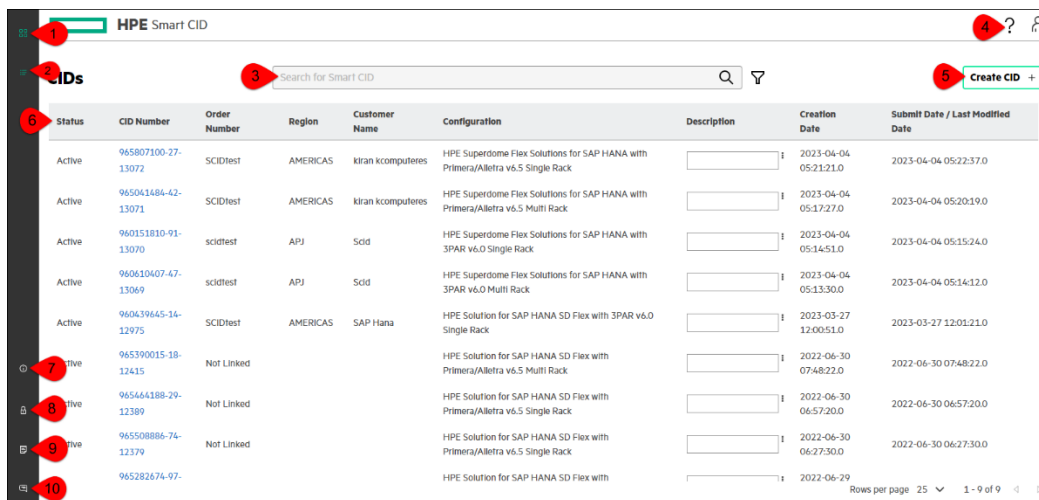 1
HPE Smart CID
4 ?
2
CIDs
3 Search for Smart CID
5 Create CID +
6 Status CID Number Order Number Region Customer Name Configuration Description Creation Date Submit Date / Last Modified Date
Active 965807100-27-13072 SCIDtest AMERICAS kiran kcomputeres HPE Superdome Flex Solutions for SAP HANA with Primera/Alletra v6.5 Single Rack 2023-04-04 05:21:21.0 2023-04-04 05:22:37.0
Active 965041484-42-13071 SCIDtest AMERICAS kiran kcomputeres HPE Superdome Flex Solutions for SAP HANA with Primera/Alletra v6.5 Multi Rack 2023-04-04 05:17:27.0 2023-04-04 05:20:19.0
Active 960151810-91-13070 scidtest APJ Scid HPE Superdome Flex Solutions for SAP HANA with 3PAR v6.0 Single Rack 2023-04-04 05:14:51.0 2023-04-04 05:15:24.0
Active 960610407-47-13069 scidtest APJ Scid HPE Superdome Flex Solutions for SAP HANA with 3PAR v6.0 Multi Rack 2023-04-04 05:13:30.0 2023-04-04 05:14:12.0
Active 960439645-14-12975 SCIDtest AMERICAS SAP Hana HPE Solution for SAP HANA SD Flex with 3PAR v6.0 Single Rack 2023-03-27 12:00:51.0 2023-03-27 12:01:21.0
7 ctive 965390015-18-12415 Not Linked HPE Solution for SAP HANA SD Flex with Primera/Alletra v6.5 Multi Rack 2022-06-30 07:48:22.0 2022-06-30 07:48:22.0
8 ctive 965464188-29-12389 Not Linked HPE Solution for SAP HANA SD Flex with Primera/Alletra v6.5 Single Rack 2022-06-30 06:57:20.0 2022-06-30 06:57:20.0
9 tive 965508886-74-12379 Not Linked HPE Solution for SAP HANA SD Flex with Primera/Alletra v6.5 Single Rack 2022-06-30 06:27:30.0 2022-06-30 06:27:30.0
965282674-97- HPE Solution for SAP HANA SD Flex with 2022-06-29
10
Rows per page 25 1 - 9 of 9